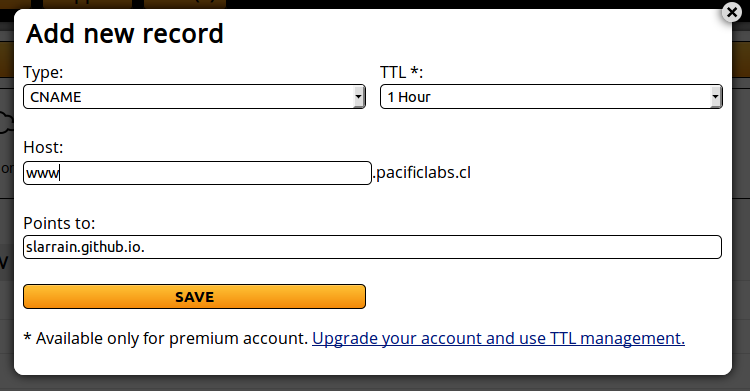 Add new record
Type: TTL *:
CNAME 1 Hour
Host:
www .pacificlabs.cl
Points to:
slarrain.github.io.
SAVE
* Available only for premium account. Upgrade your account and use TTL management.